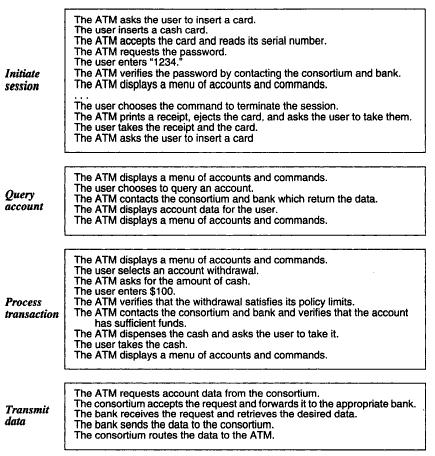 Initiate
session
The ATM asks the user to insert a card.
The user inserts a cash card.
The ATM accepts the card and reads its serial number.
The ATM requests the password.
The user enters "1234."
The ATM verifies the password by contacting the consortium and bank.
The ATM displays a menu of accounts and commands.
. . .
The user chooses the command to terminate the session.
The ATM prints a receipt, ejects the card, and asks the user to take them.
The user takes the receipt and the card.
The ATM asks the user to insert a card
Query
account
The ATM displays a menu of accounts and commands.
The user chooses to query an account.
The ATM contacts the consortium and bank which return the data.
The ATM displays account data for the user.
The ATM displays a menu of accounts and commands.
Process
transaction
The ATM displays a menu of accounts and commands.
The user selects an account withdrawal.
The ATM asks for the amount of cash.
The user enters $100.
The ATM verifies that the withdrawal satisfies its policy limits.
The ATM contacts the consortium and bank and verifies that the account
has sufficient funds.
The ATM dispenses the cash and asks the user to take it.
The user takes the cash.
The ATM displays a menu of accounts and commands.
Transmit
data
The ATM requests account data from the consortium.
The consortium accepts the request and forwards it to the appropriate bank.
The bank receives the request and retrieves the desired data.
The bank sends the data to the consortium.
The consortium routes the data to the ATM.